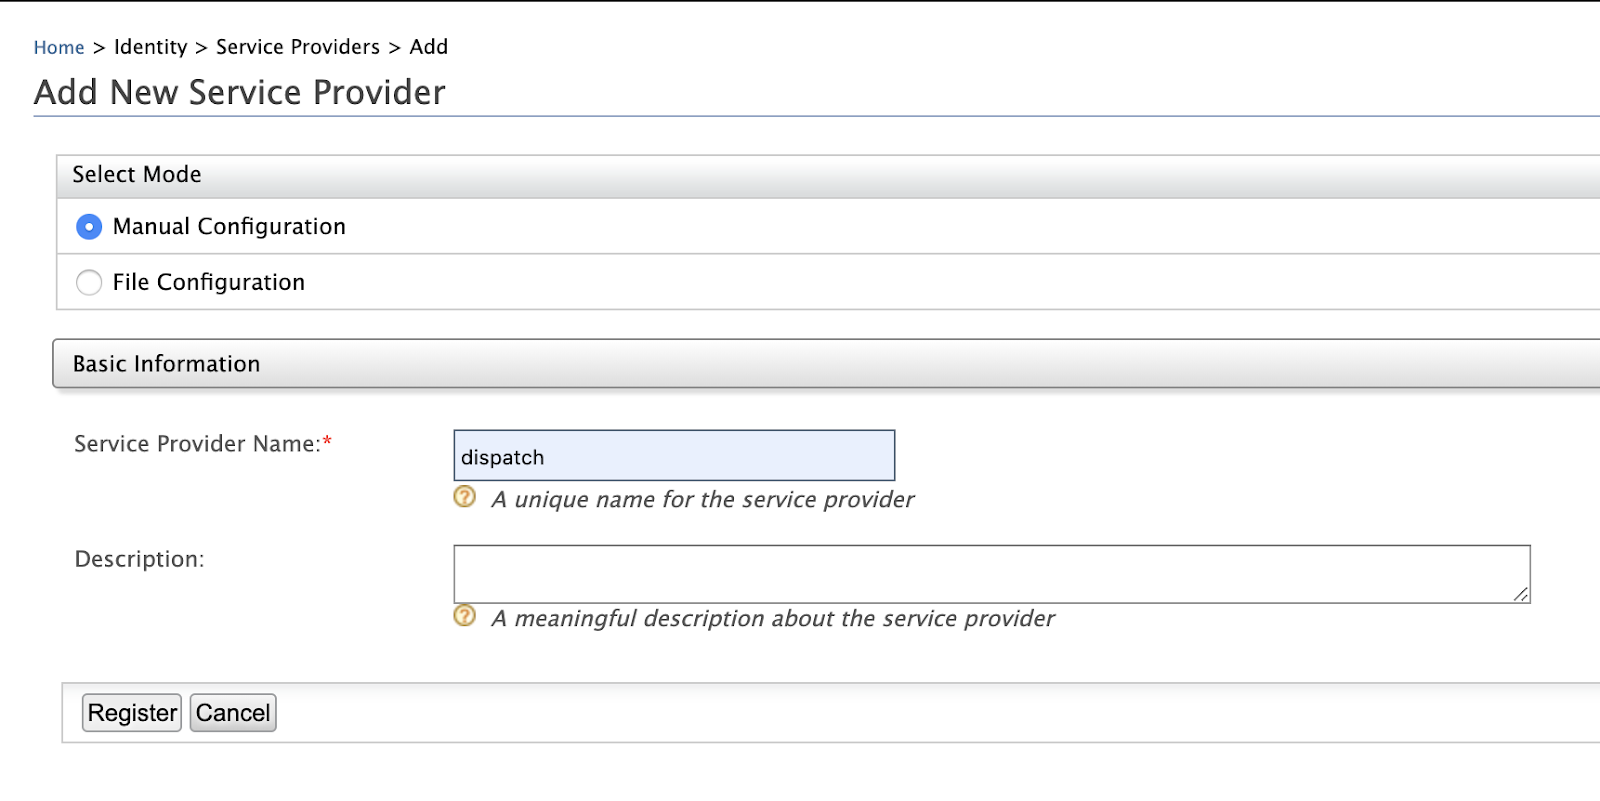 Home > Identity > Service Providers > Add
Add New Service Provider
Select Mode
Manual Configuration
File Configuration
Basic Information
Service Provider Name:*
dispatch
? A unique name for the service provider
Description:
? A meaningful description about the service provider
Register Cancel